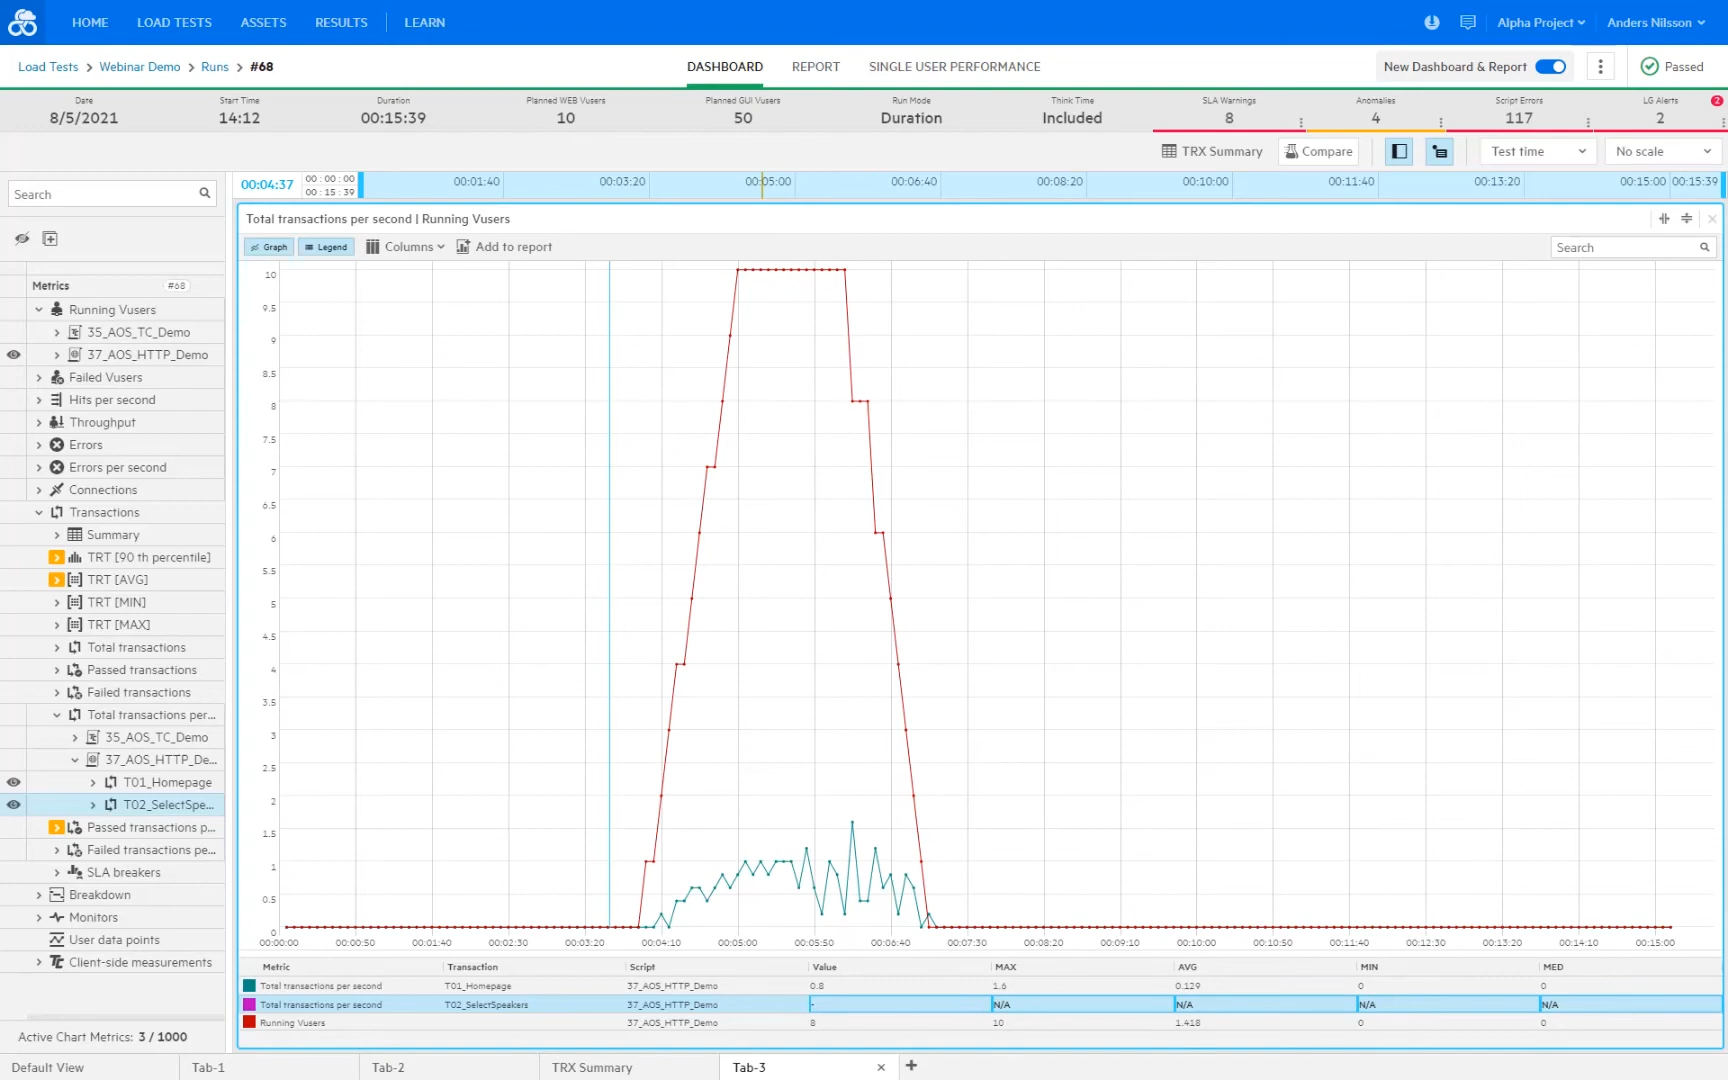 HOME LOAD TESTS ASSETS RESULTS LEARN Alpha Project Anders Nilsson
Load Tests > Webinar Demo > Runs > #68 DASHBOARD REPORT SINGLE USER PERFORMANCE New Dashboard & Report Passed
Date Start Time Duration Planned WEB Vusers Planned GUI Vusers Run Mode Think Time SLA Warnings Anomalies Script Errors LG Alerts 2
8/5/2021 14:12 00:15:39 10 50 Duration Included 8 4 117 2
TRX Summary Compare Test time No scale
Search 00:04:37 00:00:00 00:01:40 00:03:20 00:05:00 00:06:40 00:08:20 00:10:00 00:11:40 00:13:20 00:15:00 00:15:39
00:15:39
Total transactions per second | Running Vusers
Graph Legend Columns Add to report Search
Metrics #68
Running Vusers
35_AOS_TC_Demo
37_AOS_HTTP_Demo
Failed Vusers
Hits per second
Throughput
Errors
Errors per second
Connections
Transactions
Summary
TRT [90 th percentile]
TRT [AVG]
TRT [MIN]
TRT [MAX]
Total transactions
Passed transactions
Failed transactions
Total transactions per...
35_AOS_TC_Demo
37_AOS_HTTP_De...
T01_Homepage
T02_SelectSpe...
Passed transactions p...
Failed transactions pe...
SLA breakers
Breakdown
Monitors
User data points
Client-side measurements
Active Chart Metrics: 3 / 1000
10
9.5
9
8.5
8
7.5
7
6.5
6
5.5
5
4.5
4
3.5
3
2.5
2
1.5
1
0.5
0
00:00:00 00:00:50 00:01:40 00:02:30 00:03:20 00:04:10 00:05:00 00:05:50 00:06:40 00:07:30 00:08:20 00:09:10 00:10:00 00:10:50 00:11:40 00:12:30 00:13:20 00:14:10 00:15:00
Metric Transaction Script Value MAX AVG MIN MED
Total transactions per second T01_Homepage 37_AOS_HTTP_Demo 0.8 1.6 0.129 0 0
Total transactions per second T02_SelectSpeakers 37_AOS_HTTP_Demo - N/A N/A N/A N/A
Running Vusers 37_AOS_HTTP_Demo 8 10 1.418 0 0
Default View Tab-1 Tab-2 TRX Summary Tab-3